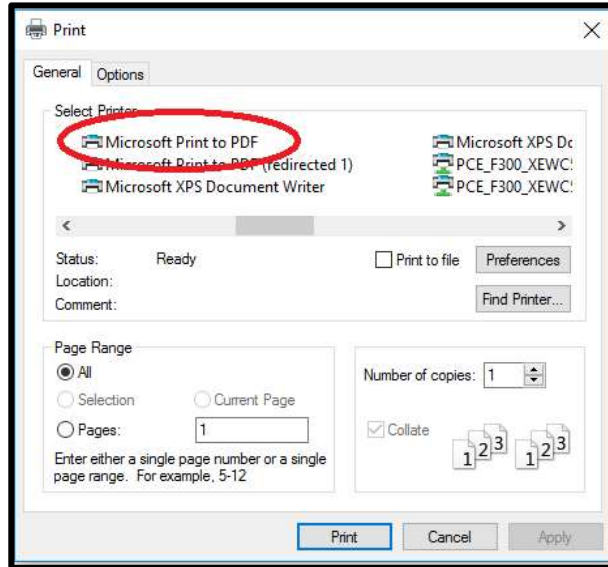 Print
General Options
Select Printer
Microsoft Print to PDF
Microsoft Print to PDF (redirected 1)
Microsoft XPS Document Writer
Microsoft XPS Dc
PCE_F300_XEWC
PCE_F300_XEWC
Status: Ready
Location:
Comment:
Print to file
Preferences
Find Printer...
Page Range
All
Selection Current Page
Pages: 1
Enter either a single page number or a single
page range. For example, 5-12
Number of copies: 1
Collate
1 2 3 1 2 3
Print Cancel Apply